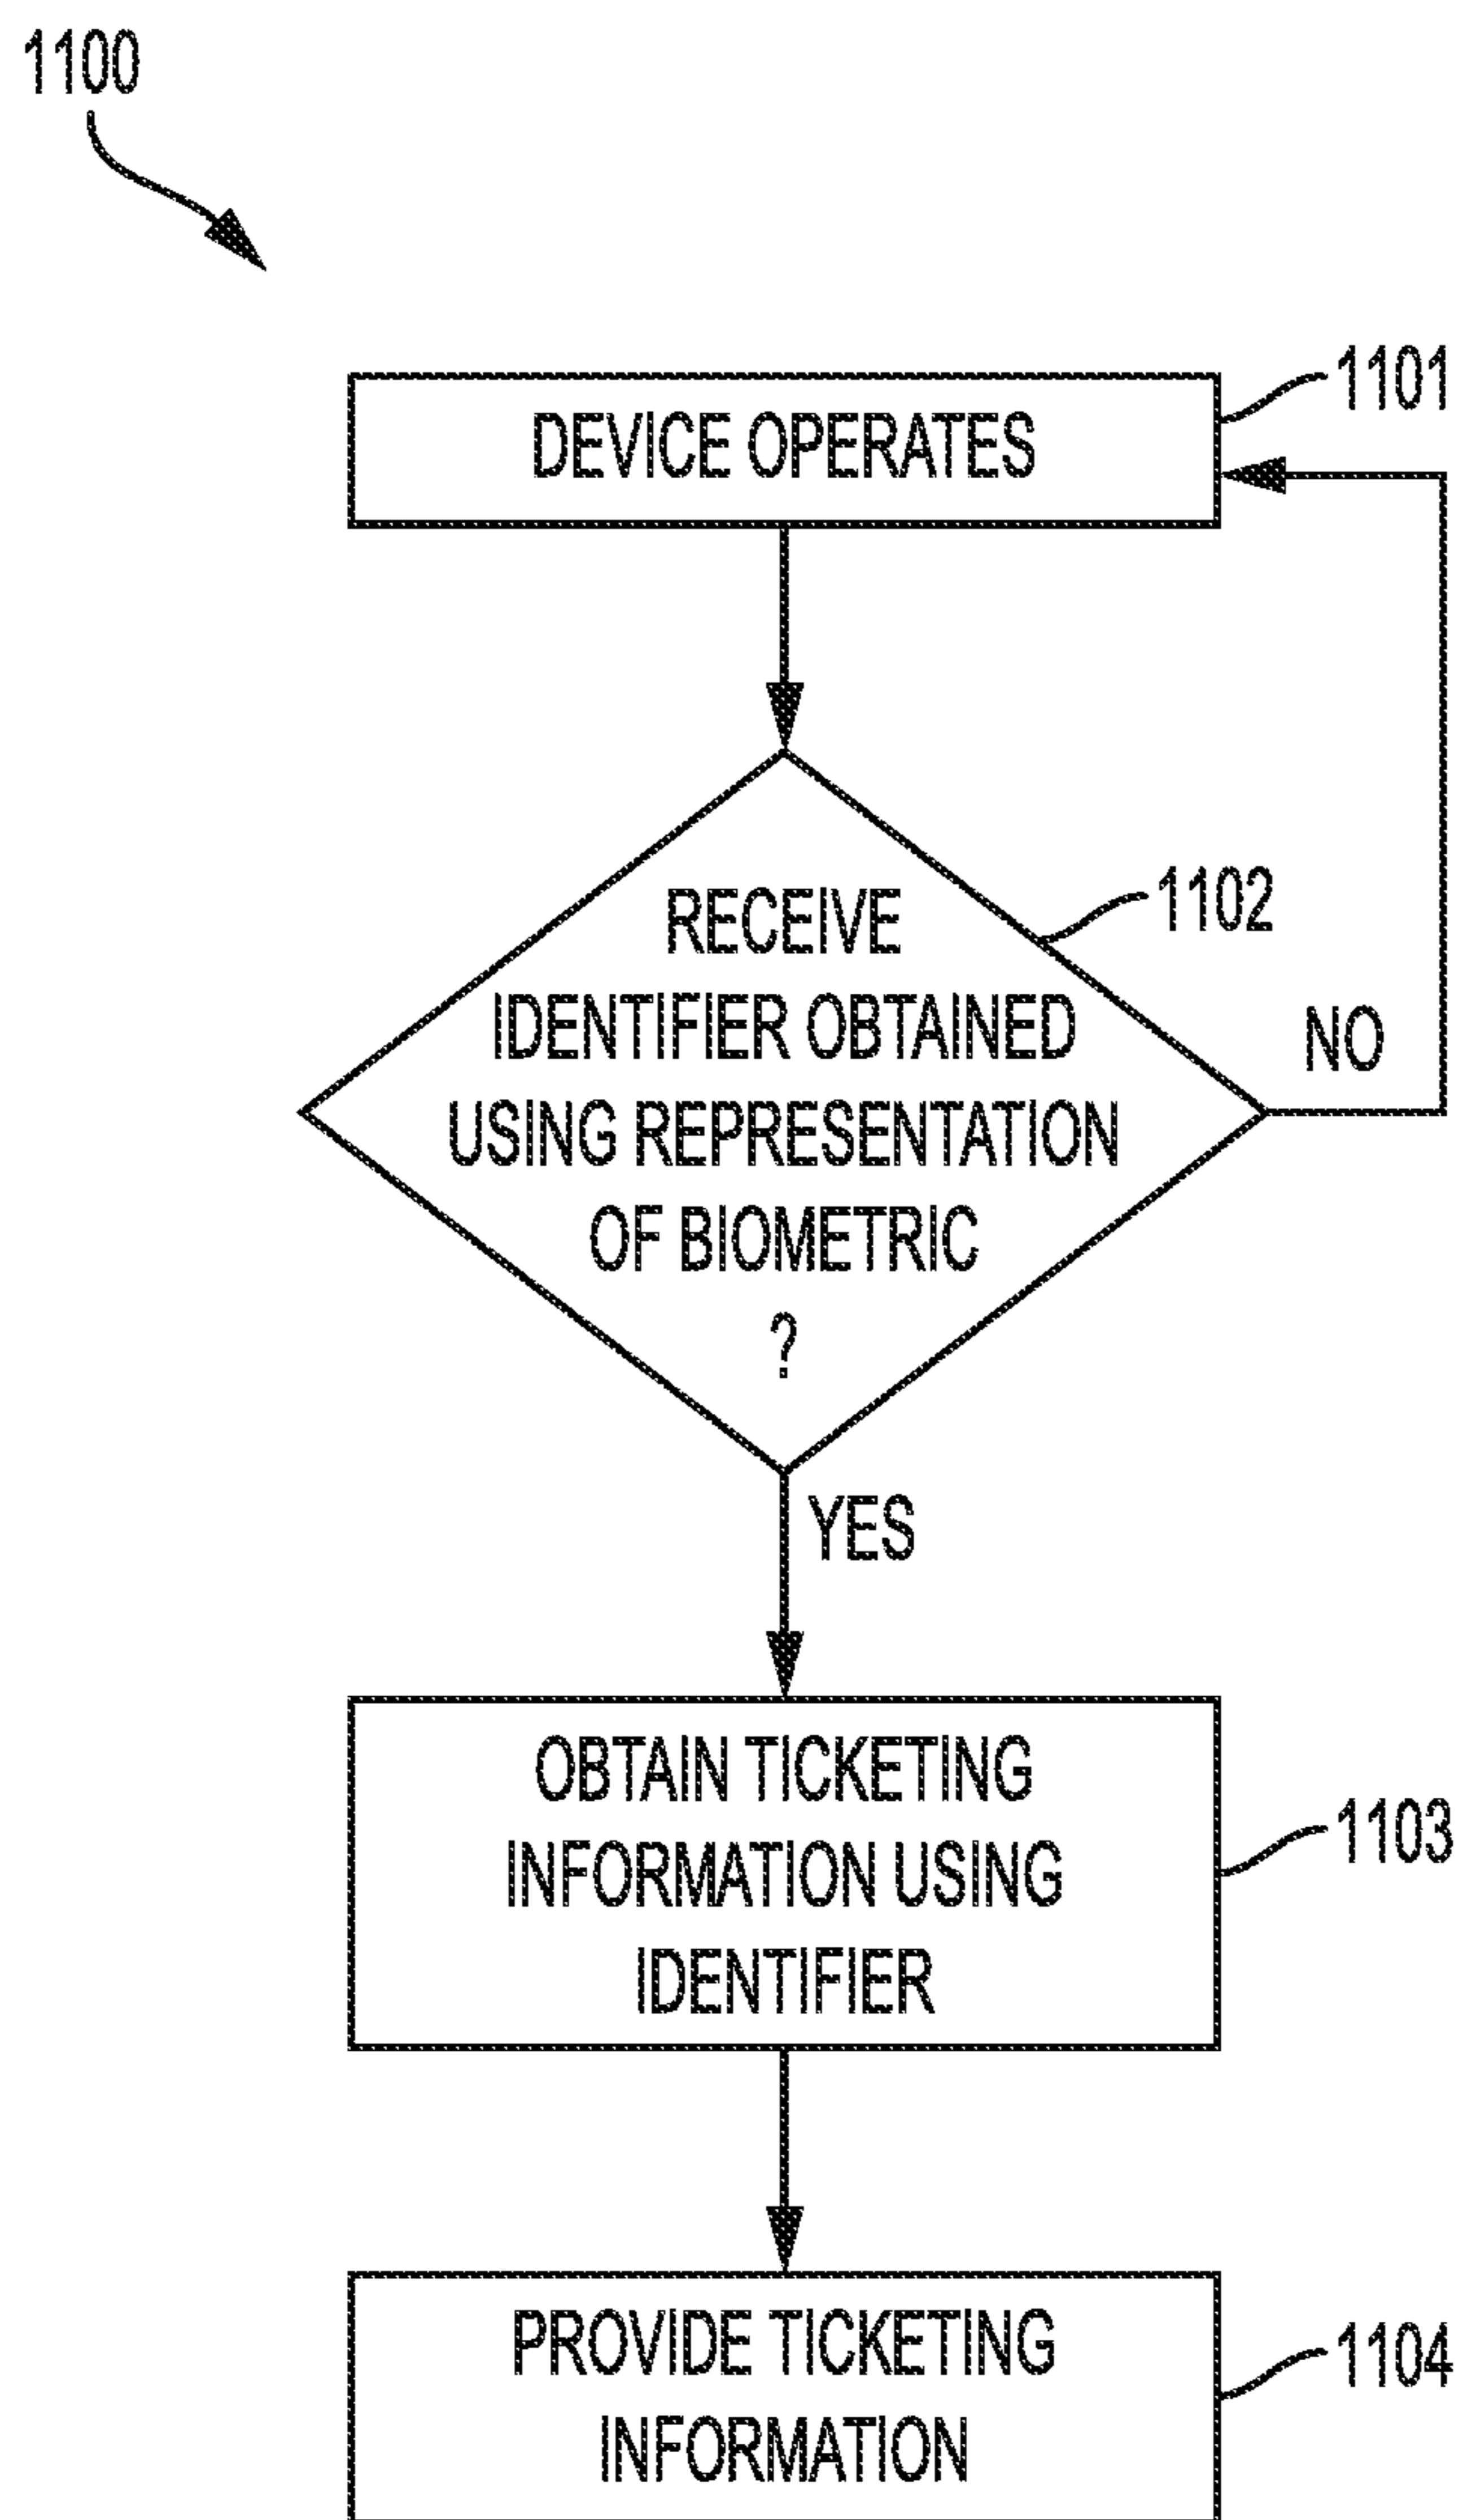 1100
1101
DEVICE OPERATES
1102
RECEIVE
IDENTIFIER OBTAINED
USING REPRESENTATION
OF BIOMETRIC
?
NO
YES
OBTAIN TICKETING
INFORMATION USING
IDENTIFIER
1103
PROVIDE TICKETING
INFORMATION
1104